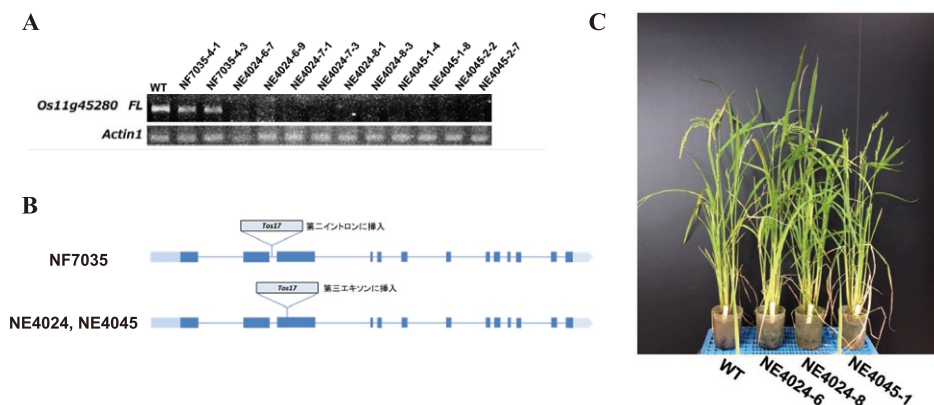 A
WT
NF7035-4-1
NF7035-4-3
NE4024-6-7
NE4024-6-9
NE4024-7-1
NE4024-7-3
NE4024-8-1
NE4024-8-3
NE4045-1-4
NE4045-1-8
NE4045-2-2
NE4045-2-7
Os11g45280 FL
Actin1
B
Tos17
第二イントロンに挿入
NF7035
Tos17
第三エキソンに挿入
NE4024, NE4045
C
WT
NE4024-6
NE4024-8
NE4045-1